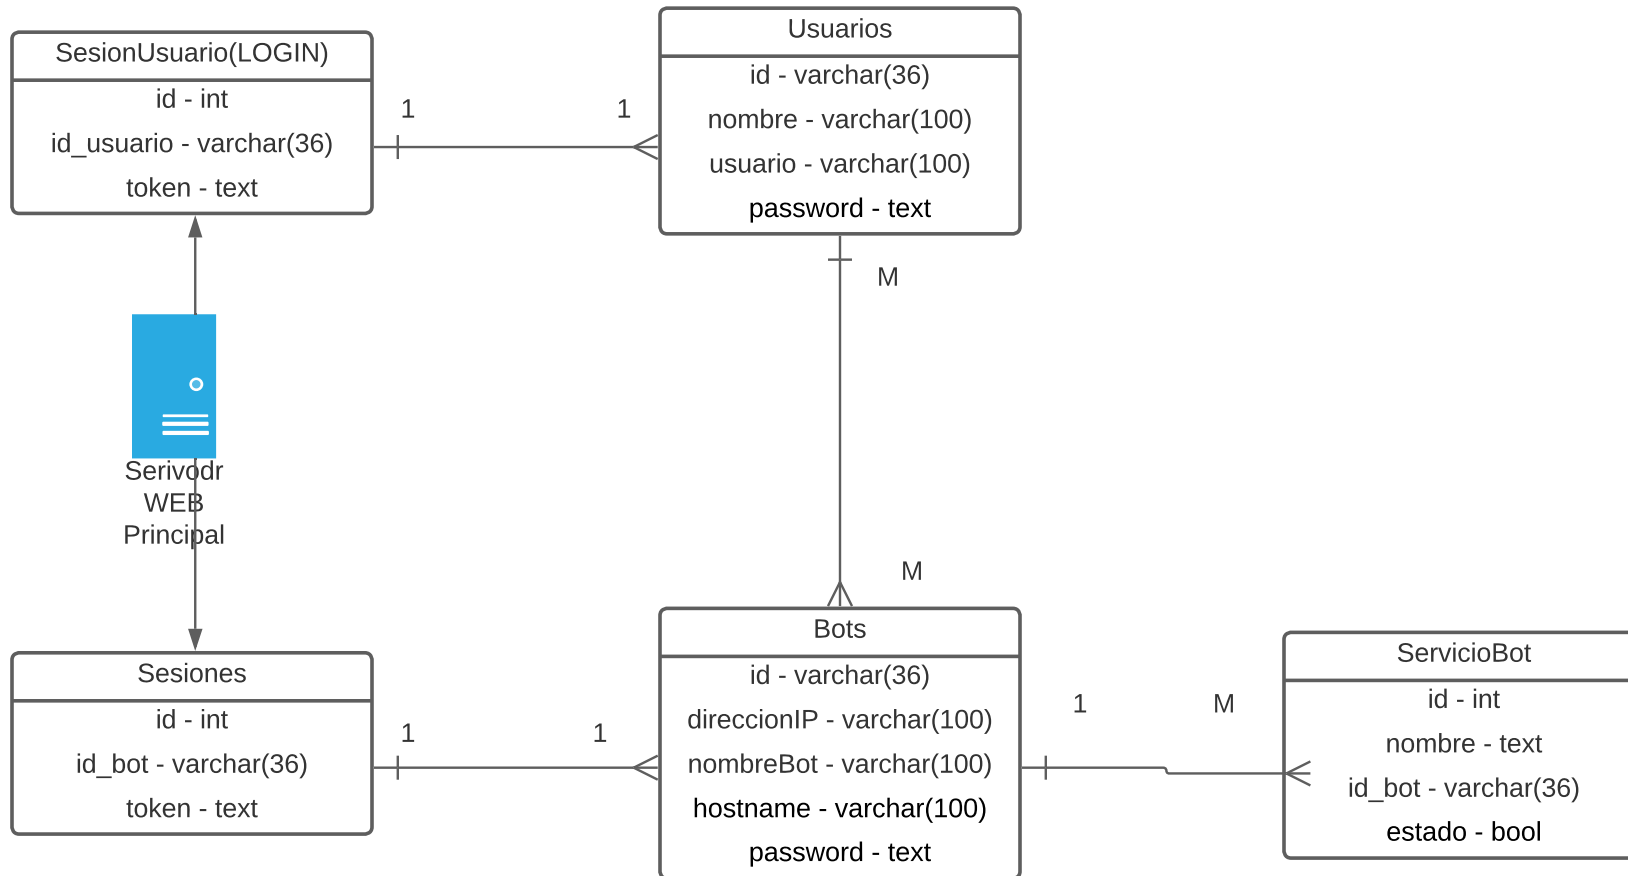 SesionUsuario(LOGIN)
id - int
id_usuario - varchar(36)
token - text
1
1
Usuarios
id - varchar(36)
nombre - varchar(100)
usuario - varchar(100)
password - text
M
M
Serivodr
WEB
Principal
Sesiones
id - int
id_bot - varchar(36)
token - text
1
1
Bots
id - varchar(36)
direccionIP - varchar(100)
nombreBot - varchar(100)
hostname - varchar(100)
password - text
1
M
ServicioBot
id - int
nombre - text
id_bot - varchar(36)
estado - bool